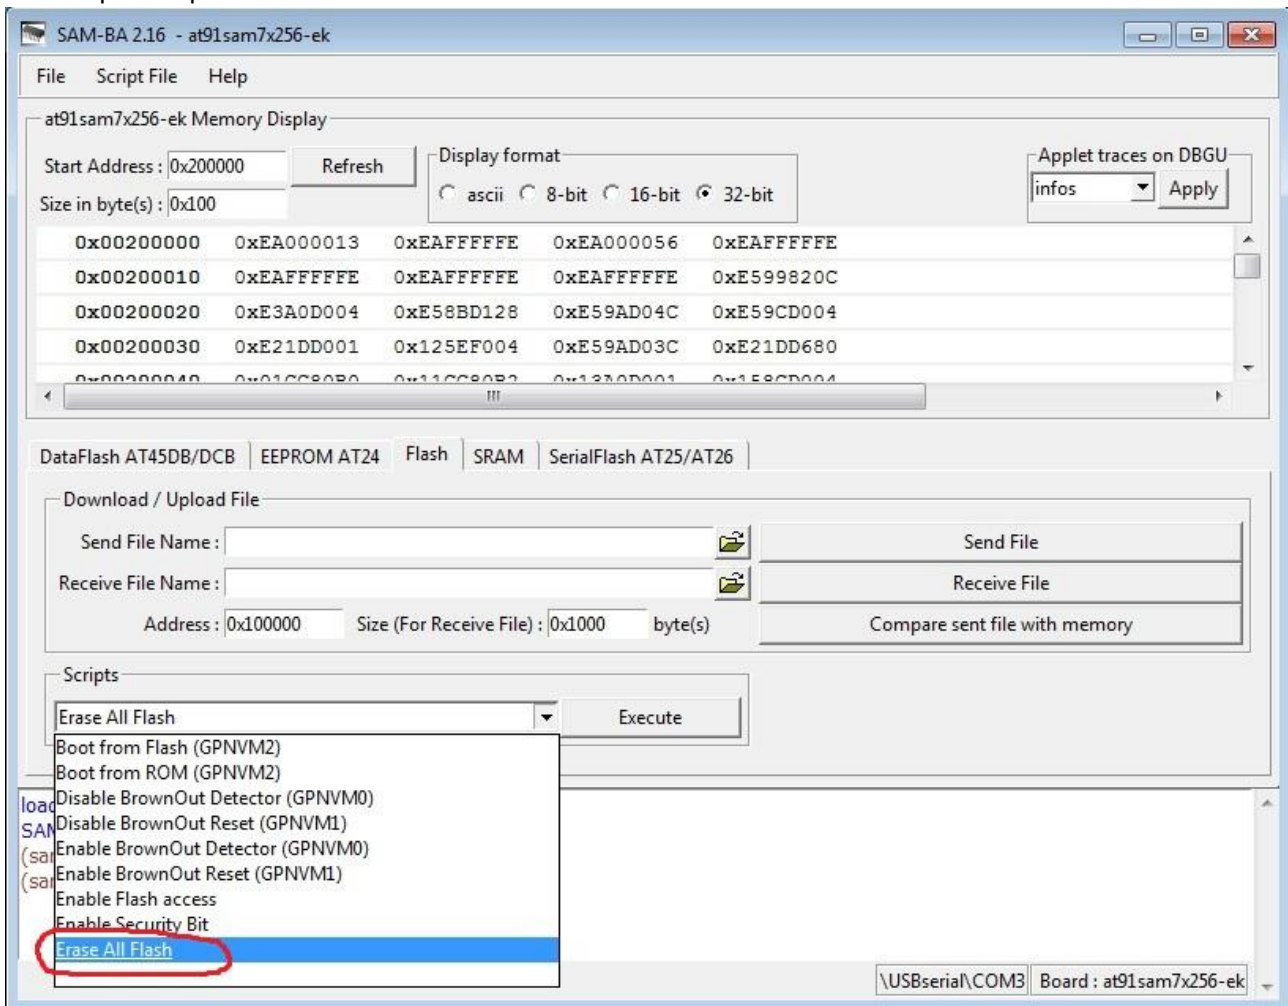 SAM-BA 2.16 - at91sam7x256-ek
File Script File Help
at91sam7x256-ek Memory Display
Start Address : 0x200000 Refresh
Size in byte(s) : 0x100
Display format
ascii 8-bit 16-bit 32-bit
Applet traces on DBGU
infos Apply
0x00200000 0xEA000013 0xEAFFFFFE 0xEA000056 0xEAFFFFFE
0x00200010 0xEAFFFFFE 0xEAFFFFFE 0xEAFFFFFE 0xE599820C
0x00200020 0xE3A0D004 0xE58BD128 0xE59AD04C 0xE59CD004
0x00200030 0xE21DD001 0x125EF004 0xE59AD03C 0xE21DD680
DataFlash AT45DB/DCB EEPROM AT24 Flash SRAM SerialFlash AT25/AT26
Download / Upload File
Send File Name : Send File
Receive File Name : Receive File
Address : 0x100000 Size (For Receive File) : 0x1000 byte(s) Compare sent file with memory
Scripts
Erase All Flash Execute
Boot from Flash (GPNVM2)
Boot from ROM (GPNVM2)
Disable BrownOut Detector (GPNVM0)
Disable BrownOut Reset (GPNVM1)
Enable BrownOut Detector (GPNVM0)
Enable BrownOut Reset (GPNVM1)
Enable Flash access
Enable Security Bit
Erase All Flash
\USBserial\COM3 Board : at91sam7x256-ek